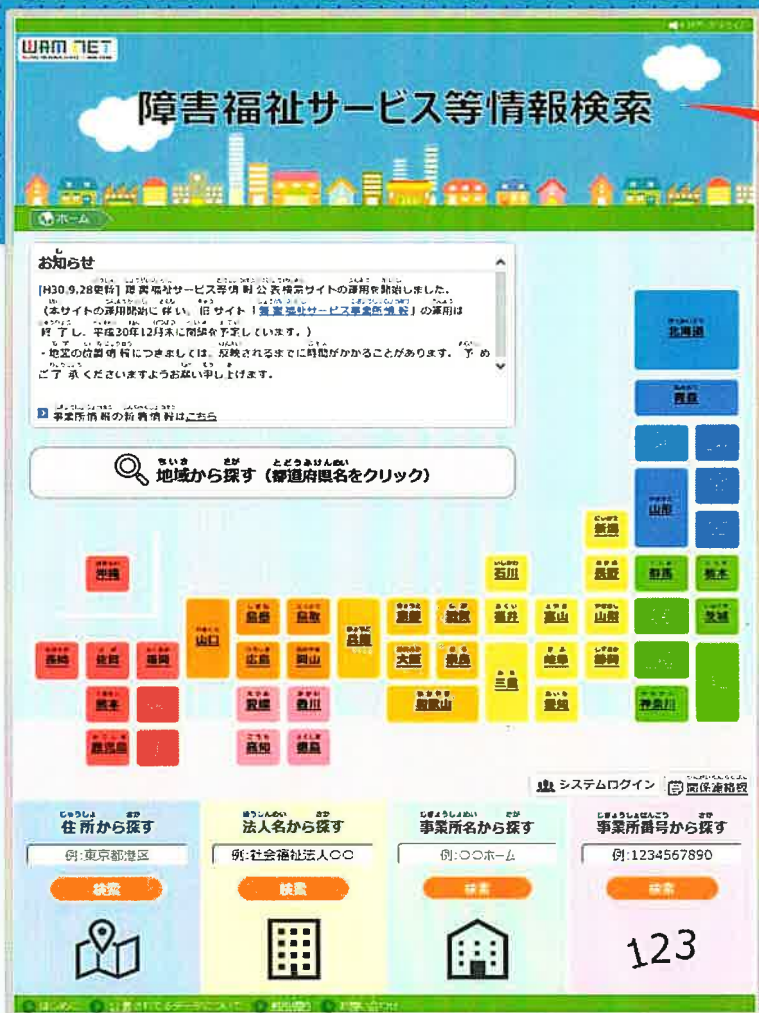 WAM NET
障害福祉サービス等情報検索
ホーム
お知らせ
[H30.9.28更新] 障害福祉サービス等情報公表検索サイトの運用を開始しました。
(本サイトの運用開始に伴い、旧サイト「障害福祉サービス事業所情報」の運用は
終了し、平成30年12月末に閉鎖を予定しています。)
・地図の位置情報につきましては、反映されるまでに時間がかかることがあります。予め
ご了承くださいますようお願い申し上げます。
事業所情報の新着情報はこちら
地域から探す(都道府県名をクリック)
北海道
青森
山形
新潟
沖縄 石川 長野 群馬 栃木
山口 島根 鳥取 兵庫 京都 滋賀 福井 富山 山梨 茨城
長崎 佐賀 福岡 広島 岡山 大阪 奈良 三重 岐阜 静岡
熊本 愛媛 香川 和歌山 愛知 神奈川
鹿児島 高知 徳島
システムログイン 関係連絡板
住所から探す 法人名から探す 事業所名から探す 事業所番号から探す
例:東京都港区 例:社会福祉法人〇〇 例:〇〇ホーム 例:1234567890
検索 検索 検索 検索
123
はじめに